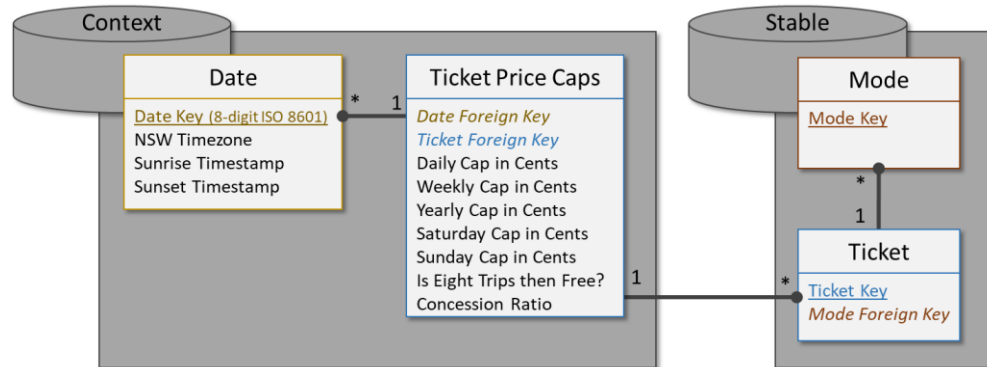 Context
Stable
Date
Date Key (8-digit ISO 8601)
NSW Timezone
Sunrise Timestamp
Sunset Timestamp
*
1
Ticket Price Caps
Date Foreign Key
Ticket Foreign Key
Daily Cap in Cents
Weekly Cap in Cents
Yearly Cap in Cents
Saturday Cap in Cents
Sunday Cap in Cents
Is Eight Trips then Free?
Concession Ratio
1
*
Mode
Mode Key
*
1
Ticket
Ticket Key
Mode Foreign Key